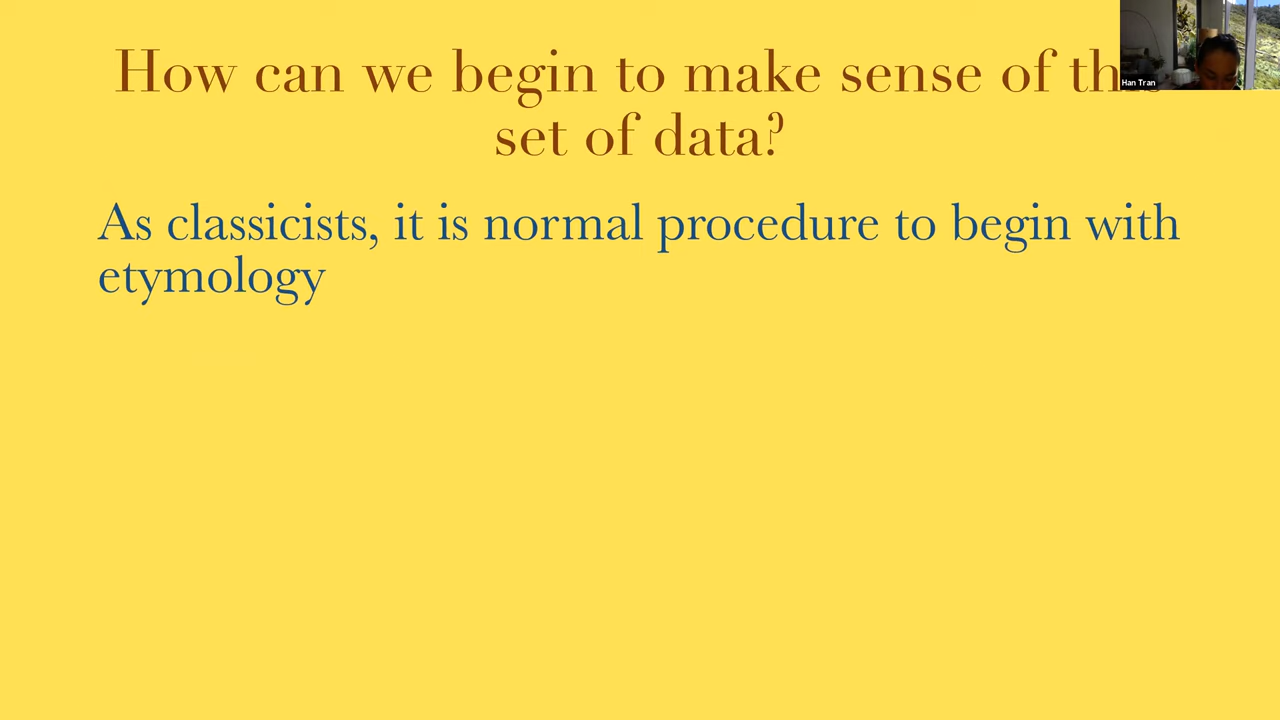 How can we begin to make sense of
set of data?
As classicists, it is normal procedure to begin with
etymology
Han Tran